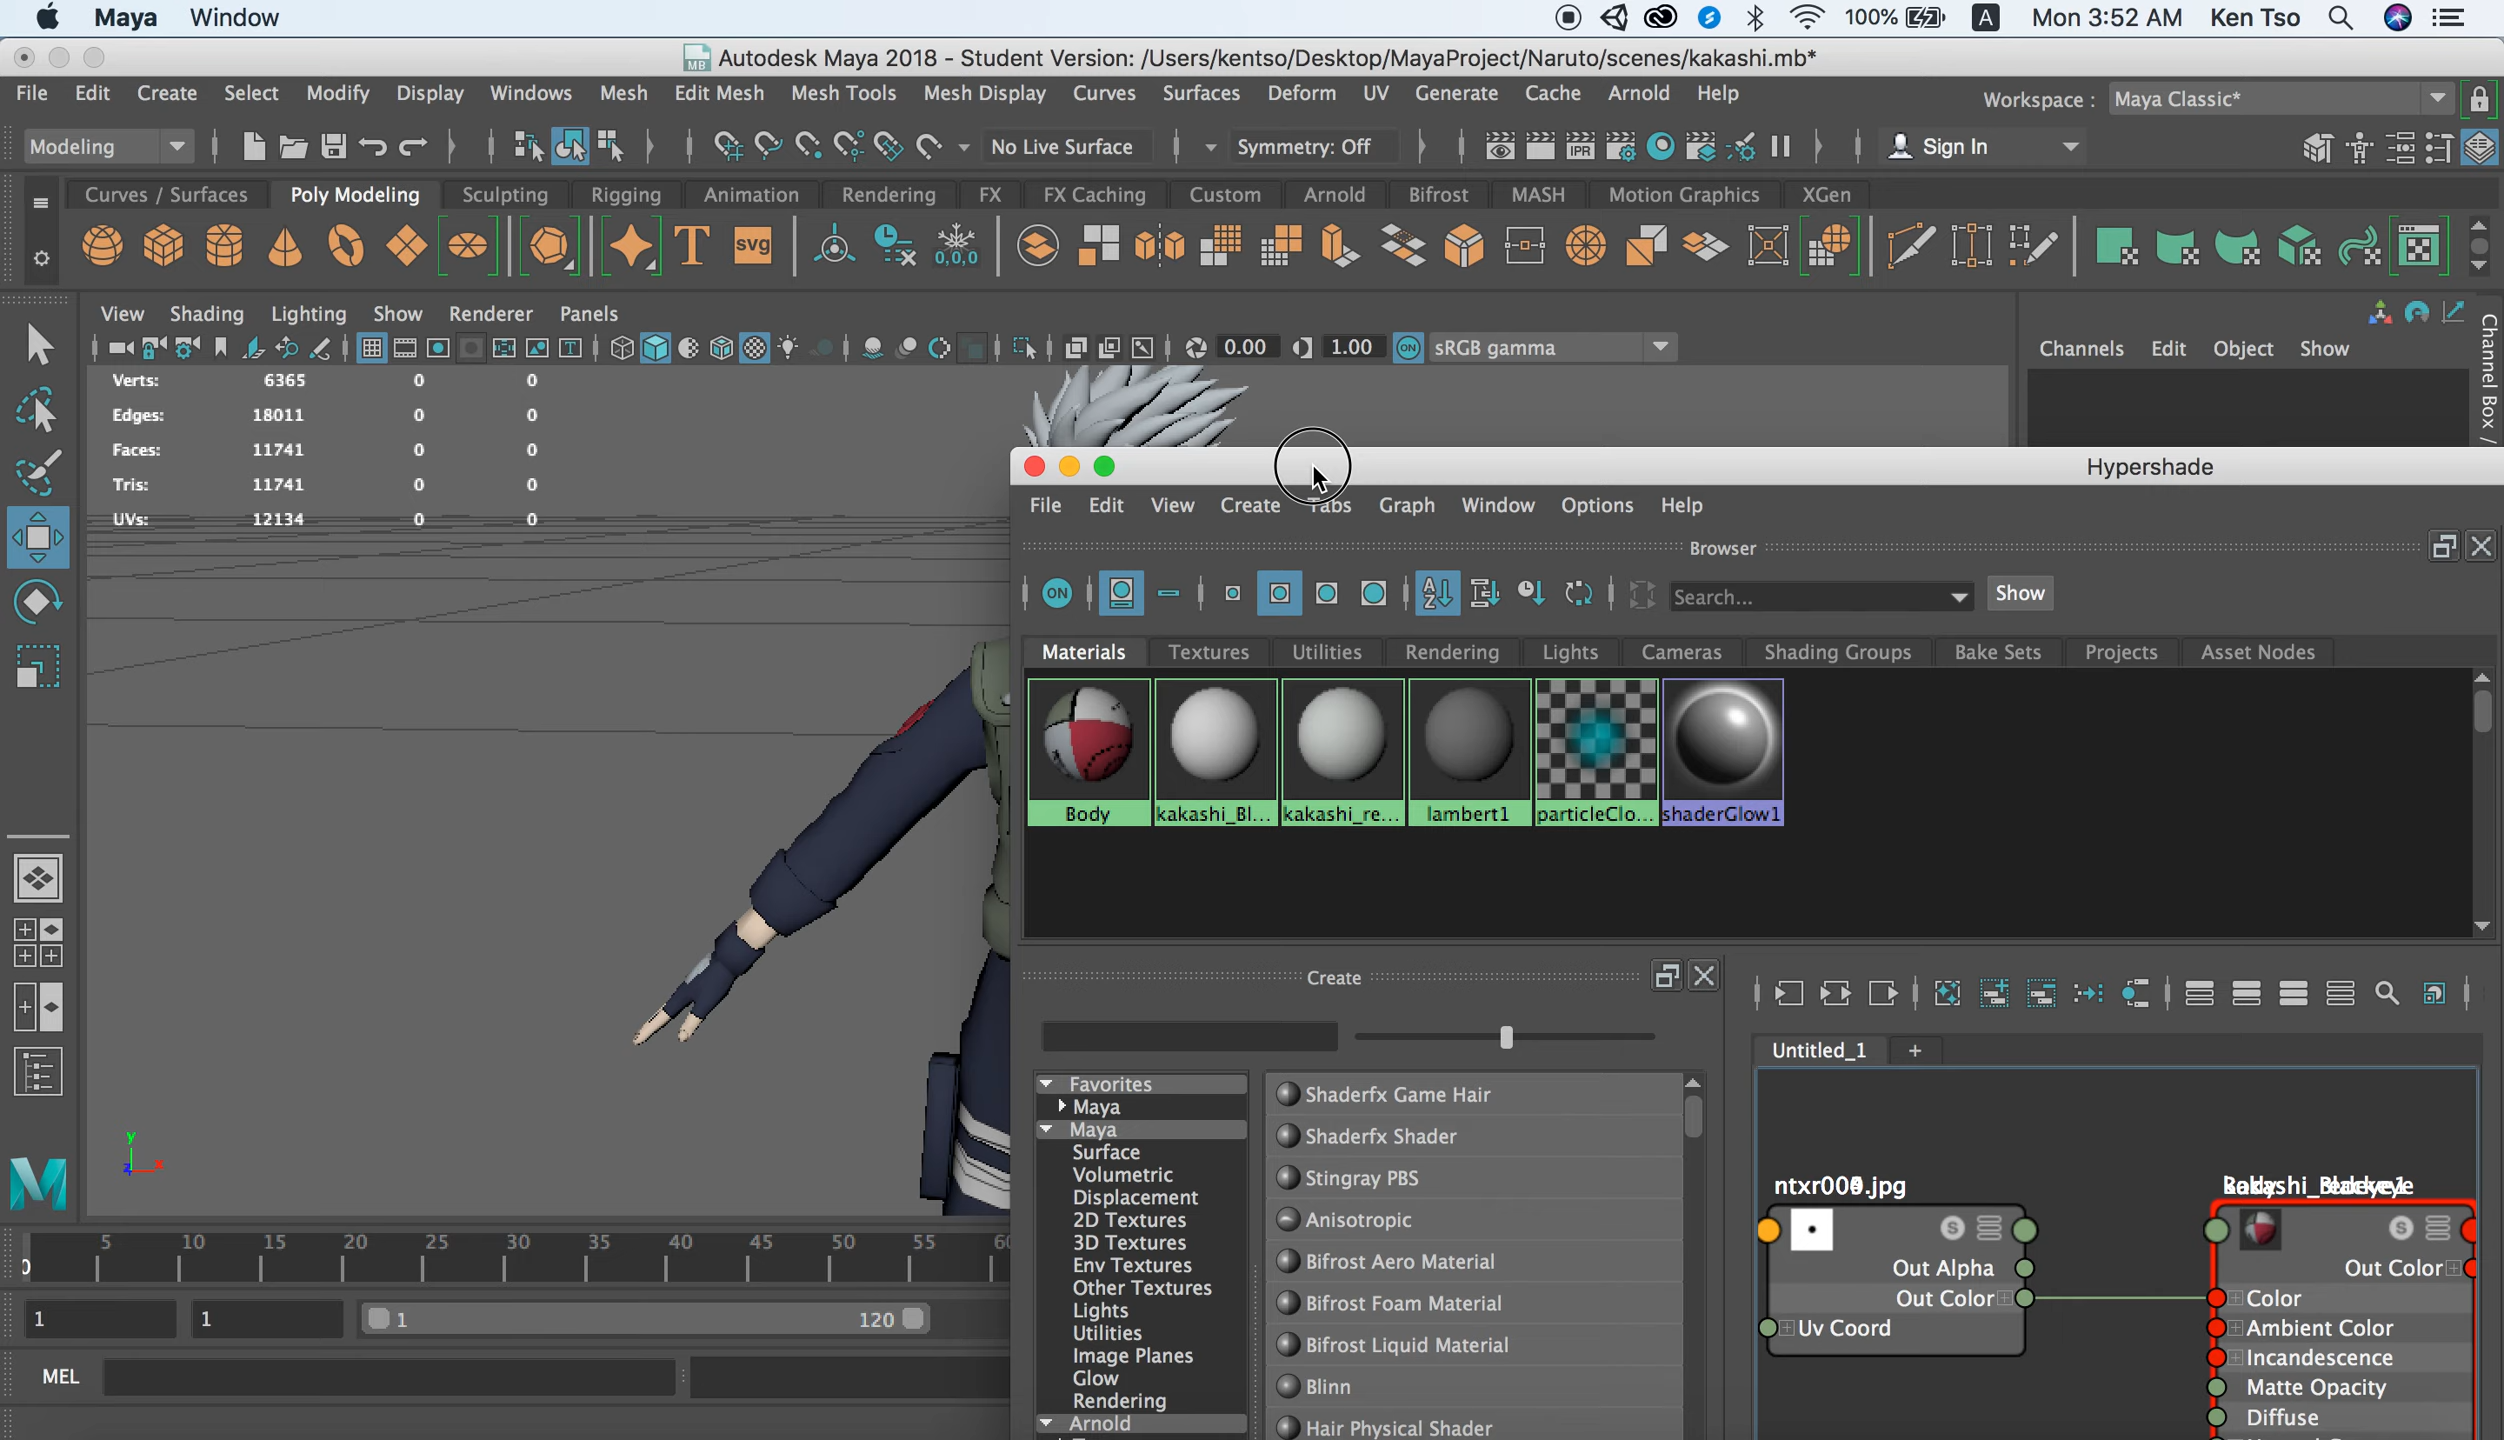 Maya Window 100% A Mon 3:52 AM Ken Tso
Autodesk Maya 2018 - Student Version: /Users/kentso/Desktop/MayaProject/Naruto/scenes/kakashi.mb*
File Edit Create Select Modify Display Windows Mesh Edit Mesh Mesh Tools Mesh Display Curves Surfaces Deform UV Generate Cache Arnold Help Workspace : Maya Classic*
Modeling No Live Surface Symmetry: Off IPR Sign In
Curves / Surfaces Poly Modeling Sculpting Rigging Animation Rendering FX FX Caching Custom Arnold Bifrost MASH Motion Graphics XGen
T svg 0,0,0
View Shading Lighting Show Renderer Panels
0.00 1.00 ON sRGB gamma
Channels Edit Object Show
Channel Box /
Verts: 6365 0 0
Edges: 18011 0 0
Faces: 11741 0 0
Tris: 11741 0 0
UVs: 12134 0 0
Hypershade
File Edit View Create Tabs Graph Window Options Help
Browser
ON Search... Show
Materials Textures Utilities Rendering Lights Cameras Shading Groups Bake Sets Projects Asset Nodes
Body kakashi_Bl... kakashi_re... lambert1 particleClo... shaderGlow1
Create
Untitled_1 +
Favorites
Maya
Maya
Surface
Volumetric
Displacement
2D Textures
3D Textures
Env Textures
Other Textures
Lights
Utilities
Image Planes
Glow
Rendering
Arnold
Shaderfx Game Hair
Shaderfx Shader
Stingray PBS
Anisotropic
Bifrost Aero Material
Bifrost Foam Material
Bifrost Liquid Material
Blinn
Hair Physical Shader
Out Alpha
Out Color
Uv Coord
Out Color
Color
Ambient Color
Incandescence
Matte Opacity
Diffuse
y
z x
0 5 10 15 20 25 30 35 40 45 50 55
1 1 1 120
MEL